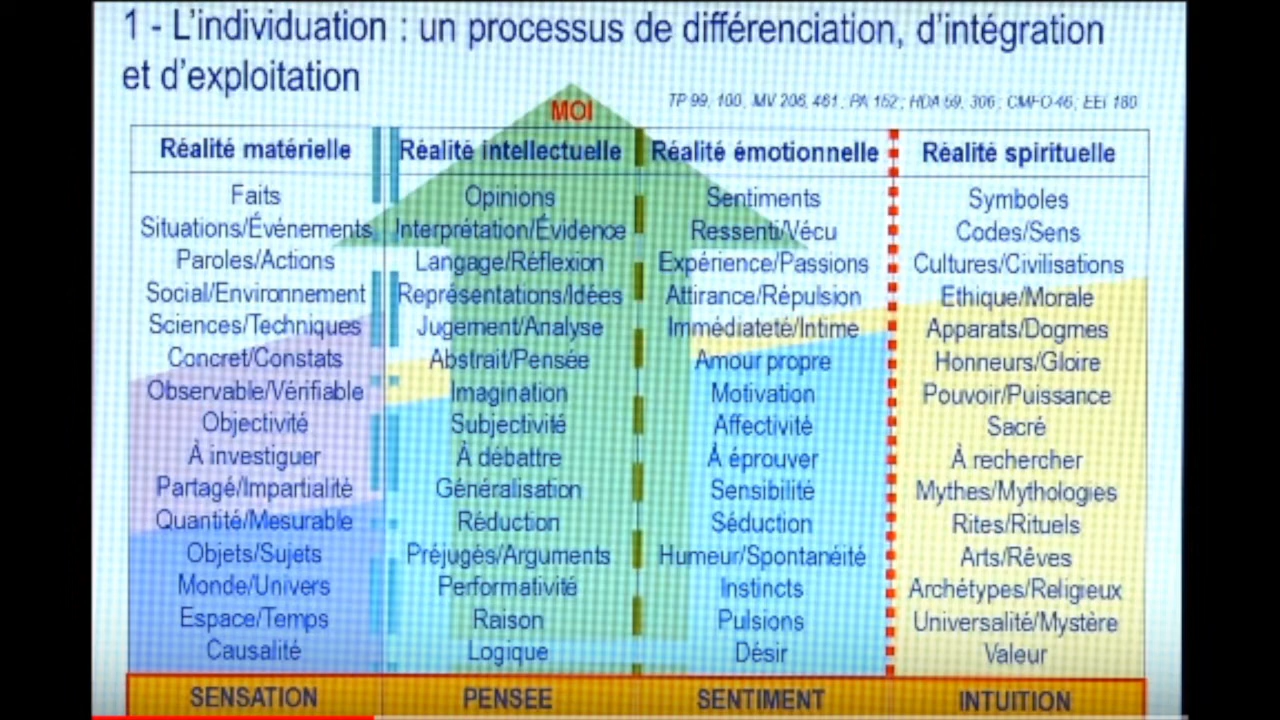 1 - L'individuation : un processus de différenciation, d'intégration
et d'exploitation
TP 99, 100, MV 206, 461 ; PA 152 ; HDA 59, 306 ; CMFO 46 ; EEI 180
MOI
Réalité matérielle Réalité intellectuelle Réalité émotionnelle Réalité spirituelle
Faits Opinions Sentiments Symboles
Situations/Événements Interprétation/Évidence Ressenti/Vécu Codes/Sens
Paroles/Actions Langage/Réflexion Expérience/Passions Cultures/Civilisations
Social/Environnement Représentations/Idées Attirance/Répulsion Ethique/Morale
Sciences/Techniques Jugement/Analyse Immédiateté/Intime Apparats/Dogmes
Concret/Constats Abstrait/Pensée Amour propre Honneurs/Gloire
Observable/Vérifiable Imagination Motivation Pouvoir/Puissance
Objectivité Subjectivité Affectivité Sacré
À investiguer À débattre À éprouver À rechercher
Partagé/Impartialité Généralisation Sensibilité Mythes/Mythologies
Quantité/Mesurable Réduction Séduction Rites/Rituels
Objets/Sujets Préjugés/Arguments Humeur/Spontanéité Arts/Rêves
Monde/Univers Performativité Instincts Archétypes/Religieux
Espace/Temps Raison Pulsions Universalité/Mystère
Causalité Logique Désir Valeur
SENSATION PENSEE SENTIMENT INTUITION